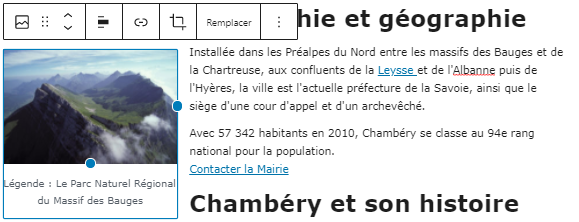 Remplacer
hie et géographie
Installée dans les Préalpes du Nord entre les massifs des Bauges et de
la Chartreuse, aux confluents de la Leysse et de l'Albanne puis de
l'Hyères, la ville est l'actuelle préfecture de la Savoie, ainsi que le
siège d'une cour d'appel et d'un archevêché.
Avec 57 342 habitants en 2010, Chambéry se classe au 94e rang
national pour la population.
Contacter la Mairie
Légende : Le Parc Naturel Régional
du Massif des Bauges
Chambéry et son histoire